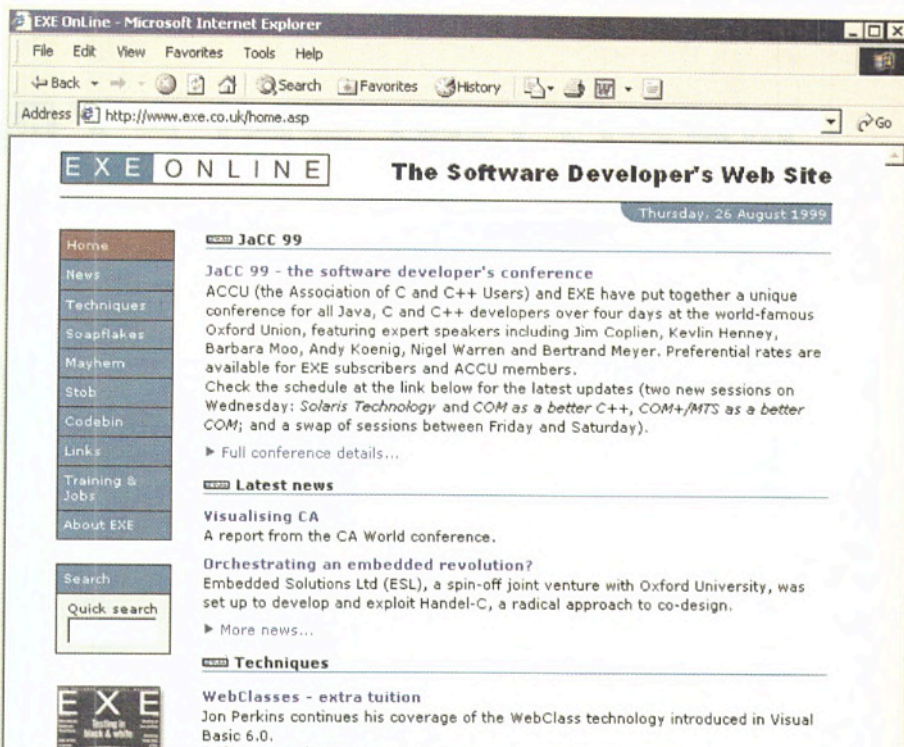 EXE OnLine - Microsoft Internet Explorer
File Edit View Favorites Tools Help
Back Search Favorites History
Address http://www.exe.co.uk/home.asp Go
EXE ONLINE
The Software Developer's Web Site
Thursday, 26 August 1999
Home
News
Techniques
Soapflakes
Mayhem
Stob
Codebin
Links
Training &
Jobs
About EXE
Search
Quick search
EXE
Testing in
black & white
JaCC 99
JaCC 99 - the software developer's conference
ACCU (the Association of C and C++ Users) and EXE have put together a unique
conference for all Java, C and C++ developers over four days at the world-famous
Oxford Union, featuring expert speakers including Jim Coplien, Kevlin Henney,
Barbara Moo, Andy Koenig, Nigel Warren and Bertrand Meyer. Preferential rates are
available for EXE subscribers and ACCU members.
Check the schedule at the link below for the latest updates (two new sessions on
Wednesday: Solaris Technology and COM as a better C++, COM+/MTS as a better
COM; and a swap of sessions between Friday and Saturday).
Full conference details...
Latest news
Visualising CA
A report from the CA World conference.
Orchestrating an embedded revolution?
Embedded Solutions Ltd (ESL), a spin-off joint venture with Oxford University, was
set up to develop and exploit Handel-C, a radical approach to co-design.
More news...
Techniques
WebClasses - extra tuition
Jon Perkins continues his coverage of the WebClass technology introduced in Visual
Basic 6.0.